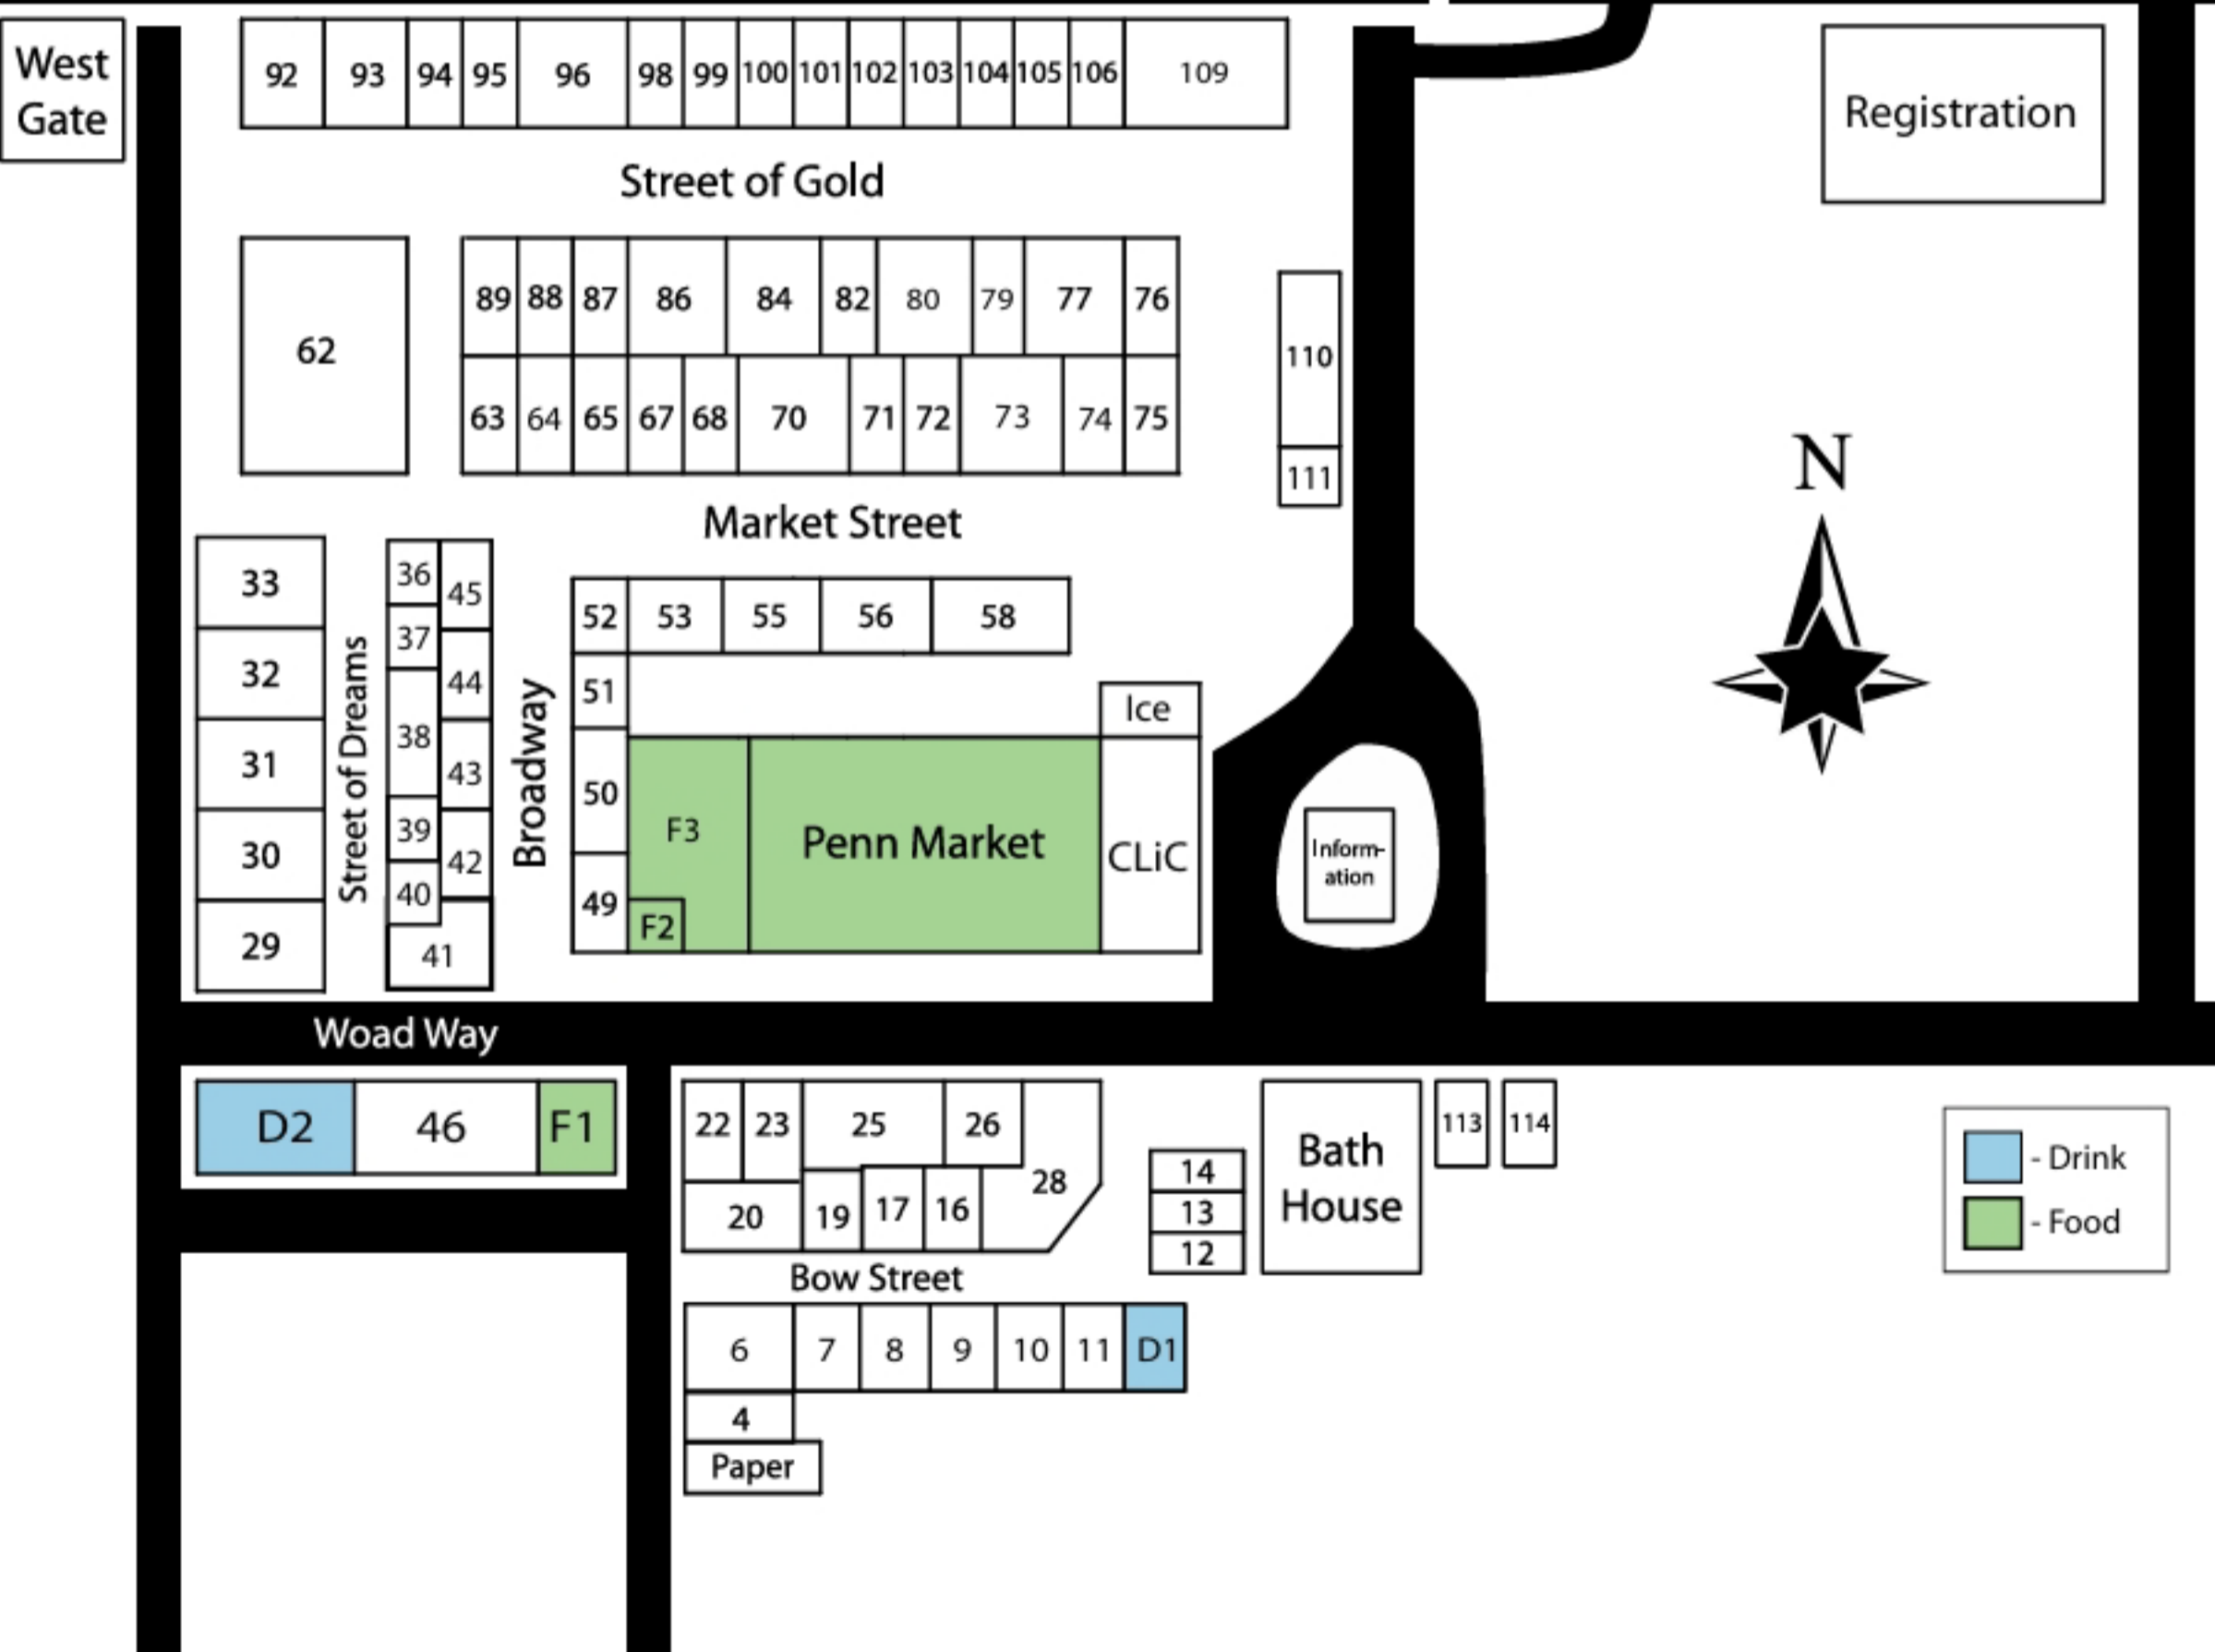 West
Gate
92 93 94 95 96 98 99 100 101 102 103 104 105 106 109
Registration
Street of Gold
62
89 88 87 86 84 82 80 79 77 76
63 64 65 67 68 70 71 72 73 74 75
110
111
N
Market Street
33
32
31
30
29
Street of Dreams
36
37
38
39
40
41
45
44
43
42
Broadway
52 53 55 56 58
51
50
49
F3
F2
Penn Market
Ice
CLiC
Inform-
ation
Woad Way
D2 46 F1
22 23 25 26
20 19 17 16 28
14
13
12
Bath
House
113 114
- Drink
- Food
Bow Street
6 7 8 9 10 11 D1
4
Paper